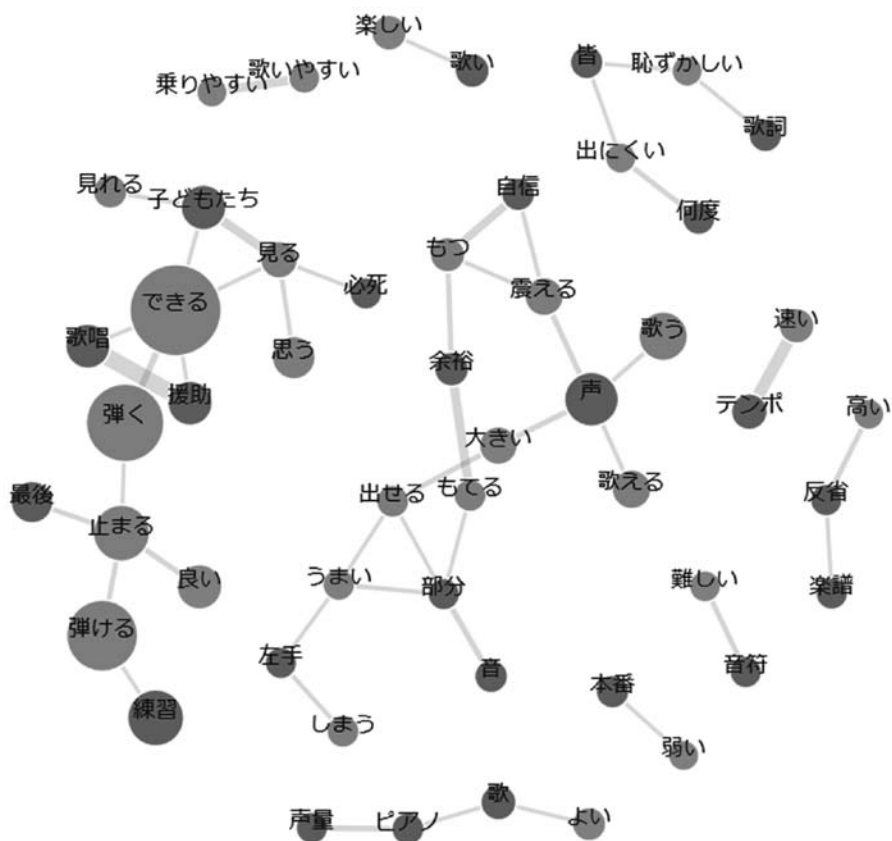 楽しい
歌い
歌いやすい
乗りやすい
皆
恥ずかしい
歌詞
出にくい
何度
見れる
子どもたち
自信
見る
もつ
できる
必死
震える
歌唱
思う
援助
弾く
余裕
声
歌う
速い
テンポ
高い
大きい
最後
止まる
出せる
もてる
歌える
反省
良い
うまい
部分
難しい
楽譜
弾ける
左手
音
音符
練習
しまう
本番
弱い
声量
ピアノ
歌
よい